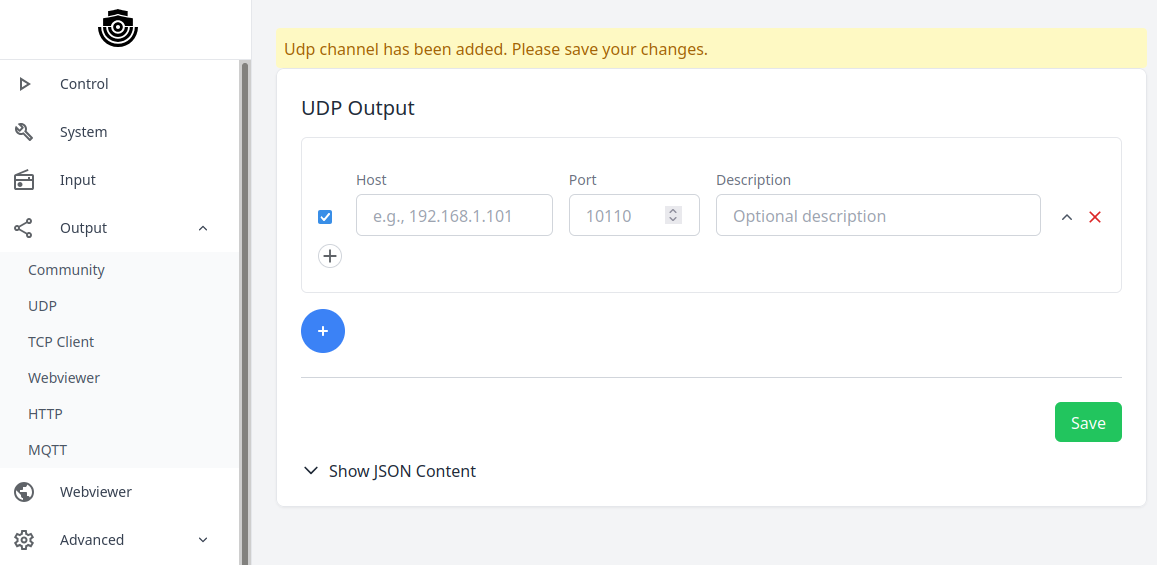 Udp channel has been added. Please save your changes.
Control
System
Input
Output
Community
UDP
TCP Client
Webviewer
HTTP
MQTT
Webviewer
Advanced
UDP Output
Host Port Description
e.g., 192.168.1.101 10110 Optional description
Save
Show JSON Content